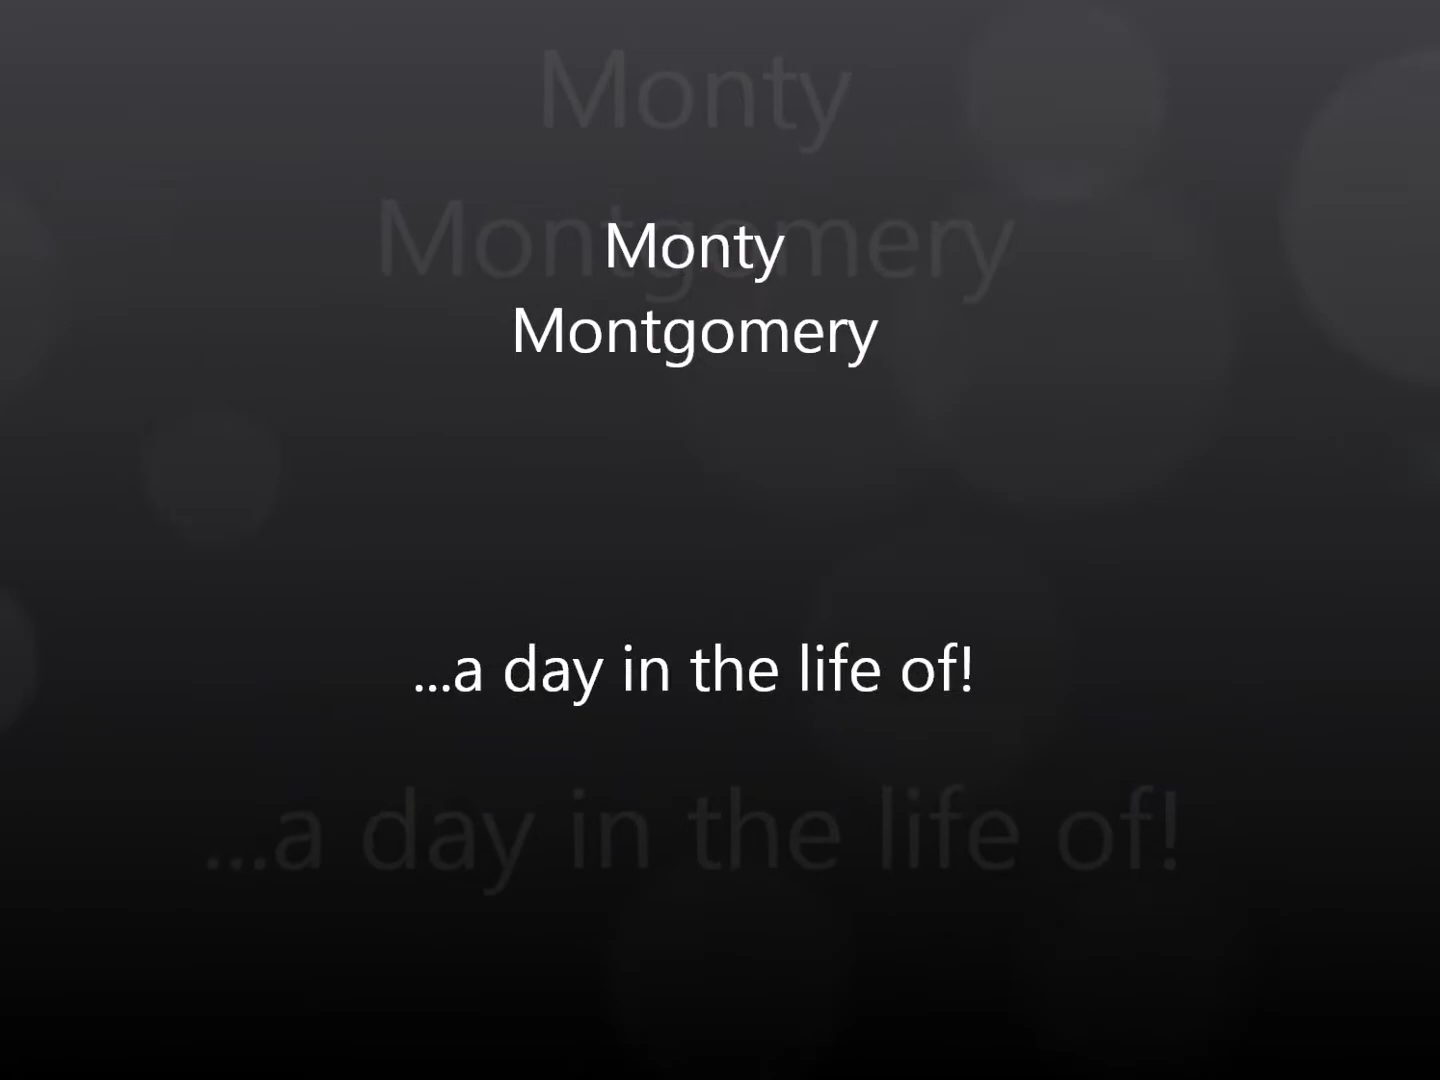 Monty
Montgomery
Monty
Montgomery
...a day in the life of!
...a day in the life of!